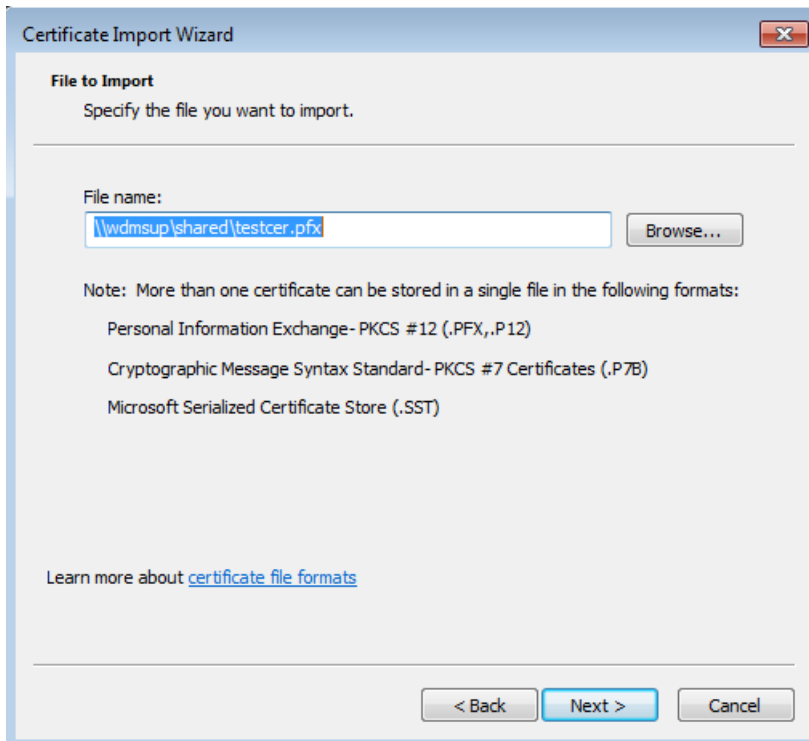 Certificate Import Wizard
File to Import
Specify the file you want to import.
File name:
\\wdmsup\shared\testcer.pfx
Browse...
Note: More than one certificate can be stored in a single file in the following formats:
Personal Information Exchange- PKCS #12 (.PFX,.P12)
Cryptographic Message Syntax Standard- PKCS #7 Certificates (.P7B)
Microsoft Serialized Certificate Store (.SST)
Learn more about certificate file formats
< Back Next > Cancel